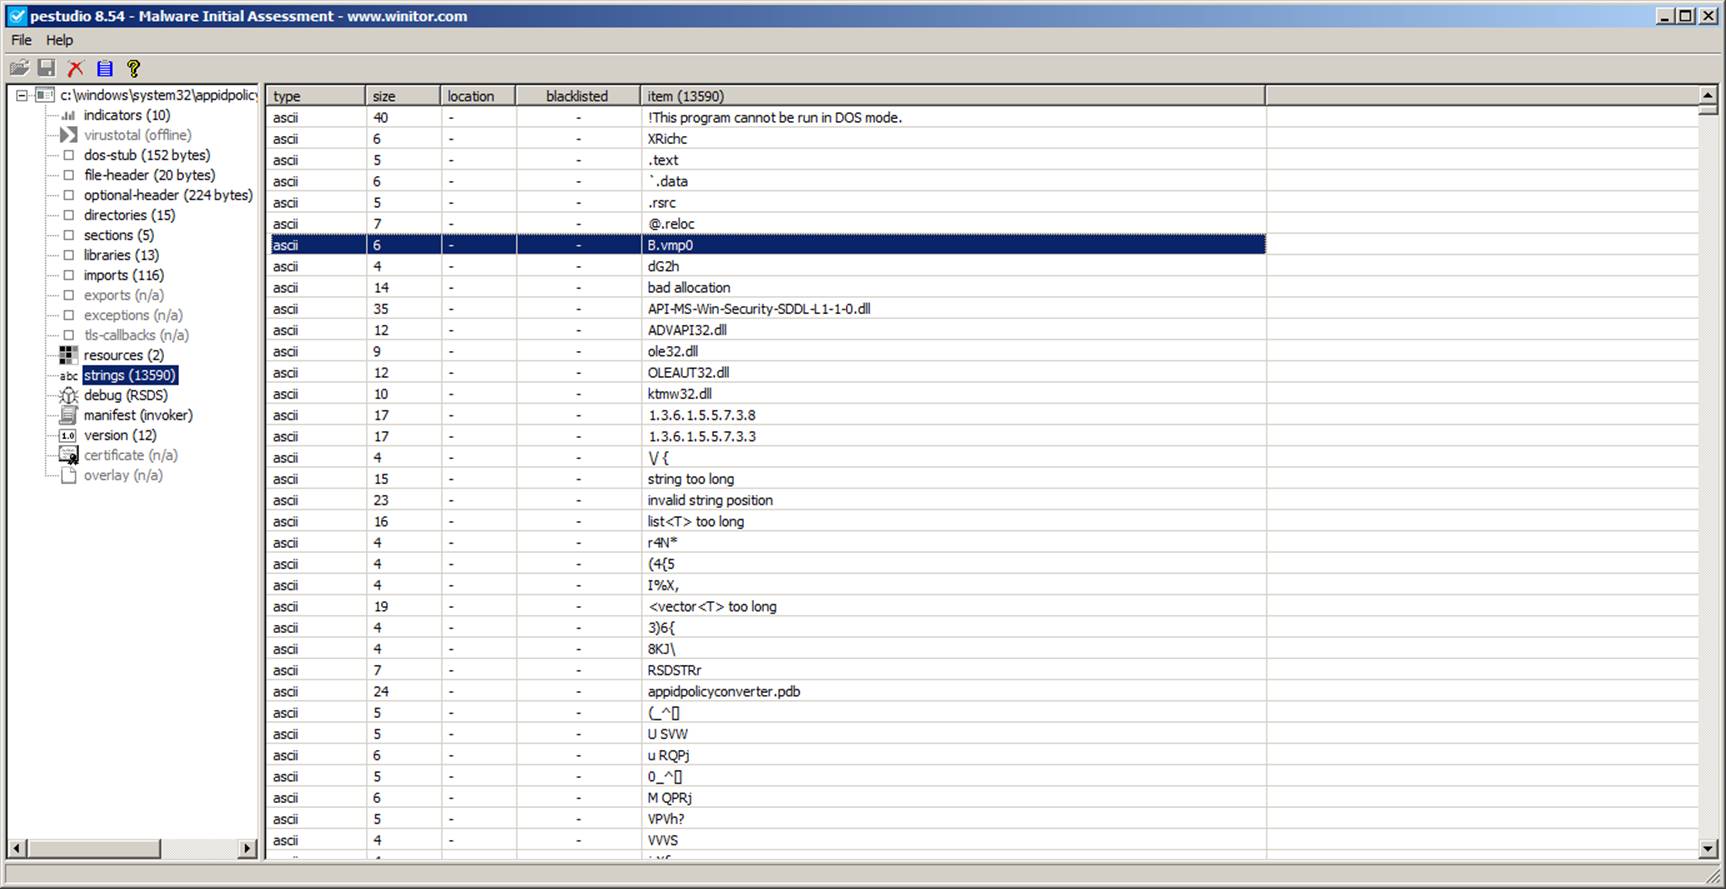 pestudio 8.54 - Malware Initial Assessment - www.winitor.com
File Help
c:\windows\system32\appidpolicy
indicators (10)
virustotal (offline)
dos-stub (152 bytes)
file-header (20 bytes)
optional-header (224 bytes)
directories (15)
sections (5)
libraries (13)
imports (116)
exports (n/a)
exceptions (n/a)
tls-callbacks (n/a)
resources (2)
abc strings (13590)
debug (RSDS)
manifest (invoker)
1.0 version (12)
certificate (n/a)
overlay (n/a)
type size location blacklisted item (13590)
ascii 40 - - !This program cannot be run in DOS mode.
ascii 6 - - XRichc
ascii 5 - - .text
ascii 6 - - `.data
ascii 5 - - .rsrc
ascii 7 - - @.reloc
ascii 6 - - B.vmp0
ascii 4 - - dG2h
ascii 14 - - bad allocation
ascii 35 - - API-MS-Win-Security-SDDL-L1-1-0.dll
ascii 12 - - ADVAPI32.dll
ascii 9 - - ole32.dll
ascii 12 - - OLEAUT32.dll
ascii 10 - - ktmw32.dll
ascii 17 - - 1.3.6.1.5.5.7.3.8
ascii 17 - - 1.3.6.1.5.5.7.3.3
ascii 4 - - \/ {
ascii 15 - - string too long
ascii 23 - - invalid string position
ascii 16 - - list<T> too long
ascii 4 - - r4N*
ascii 4 - - (4{5
ascii 4 - - I%X,
ascii 19 - - <vector<T> too long
ascii 4 - - 3)6{
ascii 4 - - 8KJ\
ascii 7 - - RSDSTRr
ascii 24 - - appidpolicyconverter.pdb
ascii 5 - - (_^[]
ascii 5 - - U SVW
ascii 6 - - u RQPj
ascii 5 - - 0_^[]
ascii 6 - - M QPRj
ascii 5 - - VPVh?
ascii 4 - - VVVS